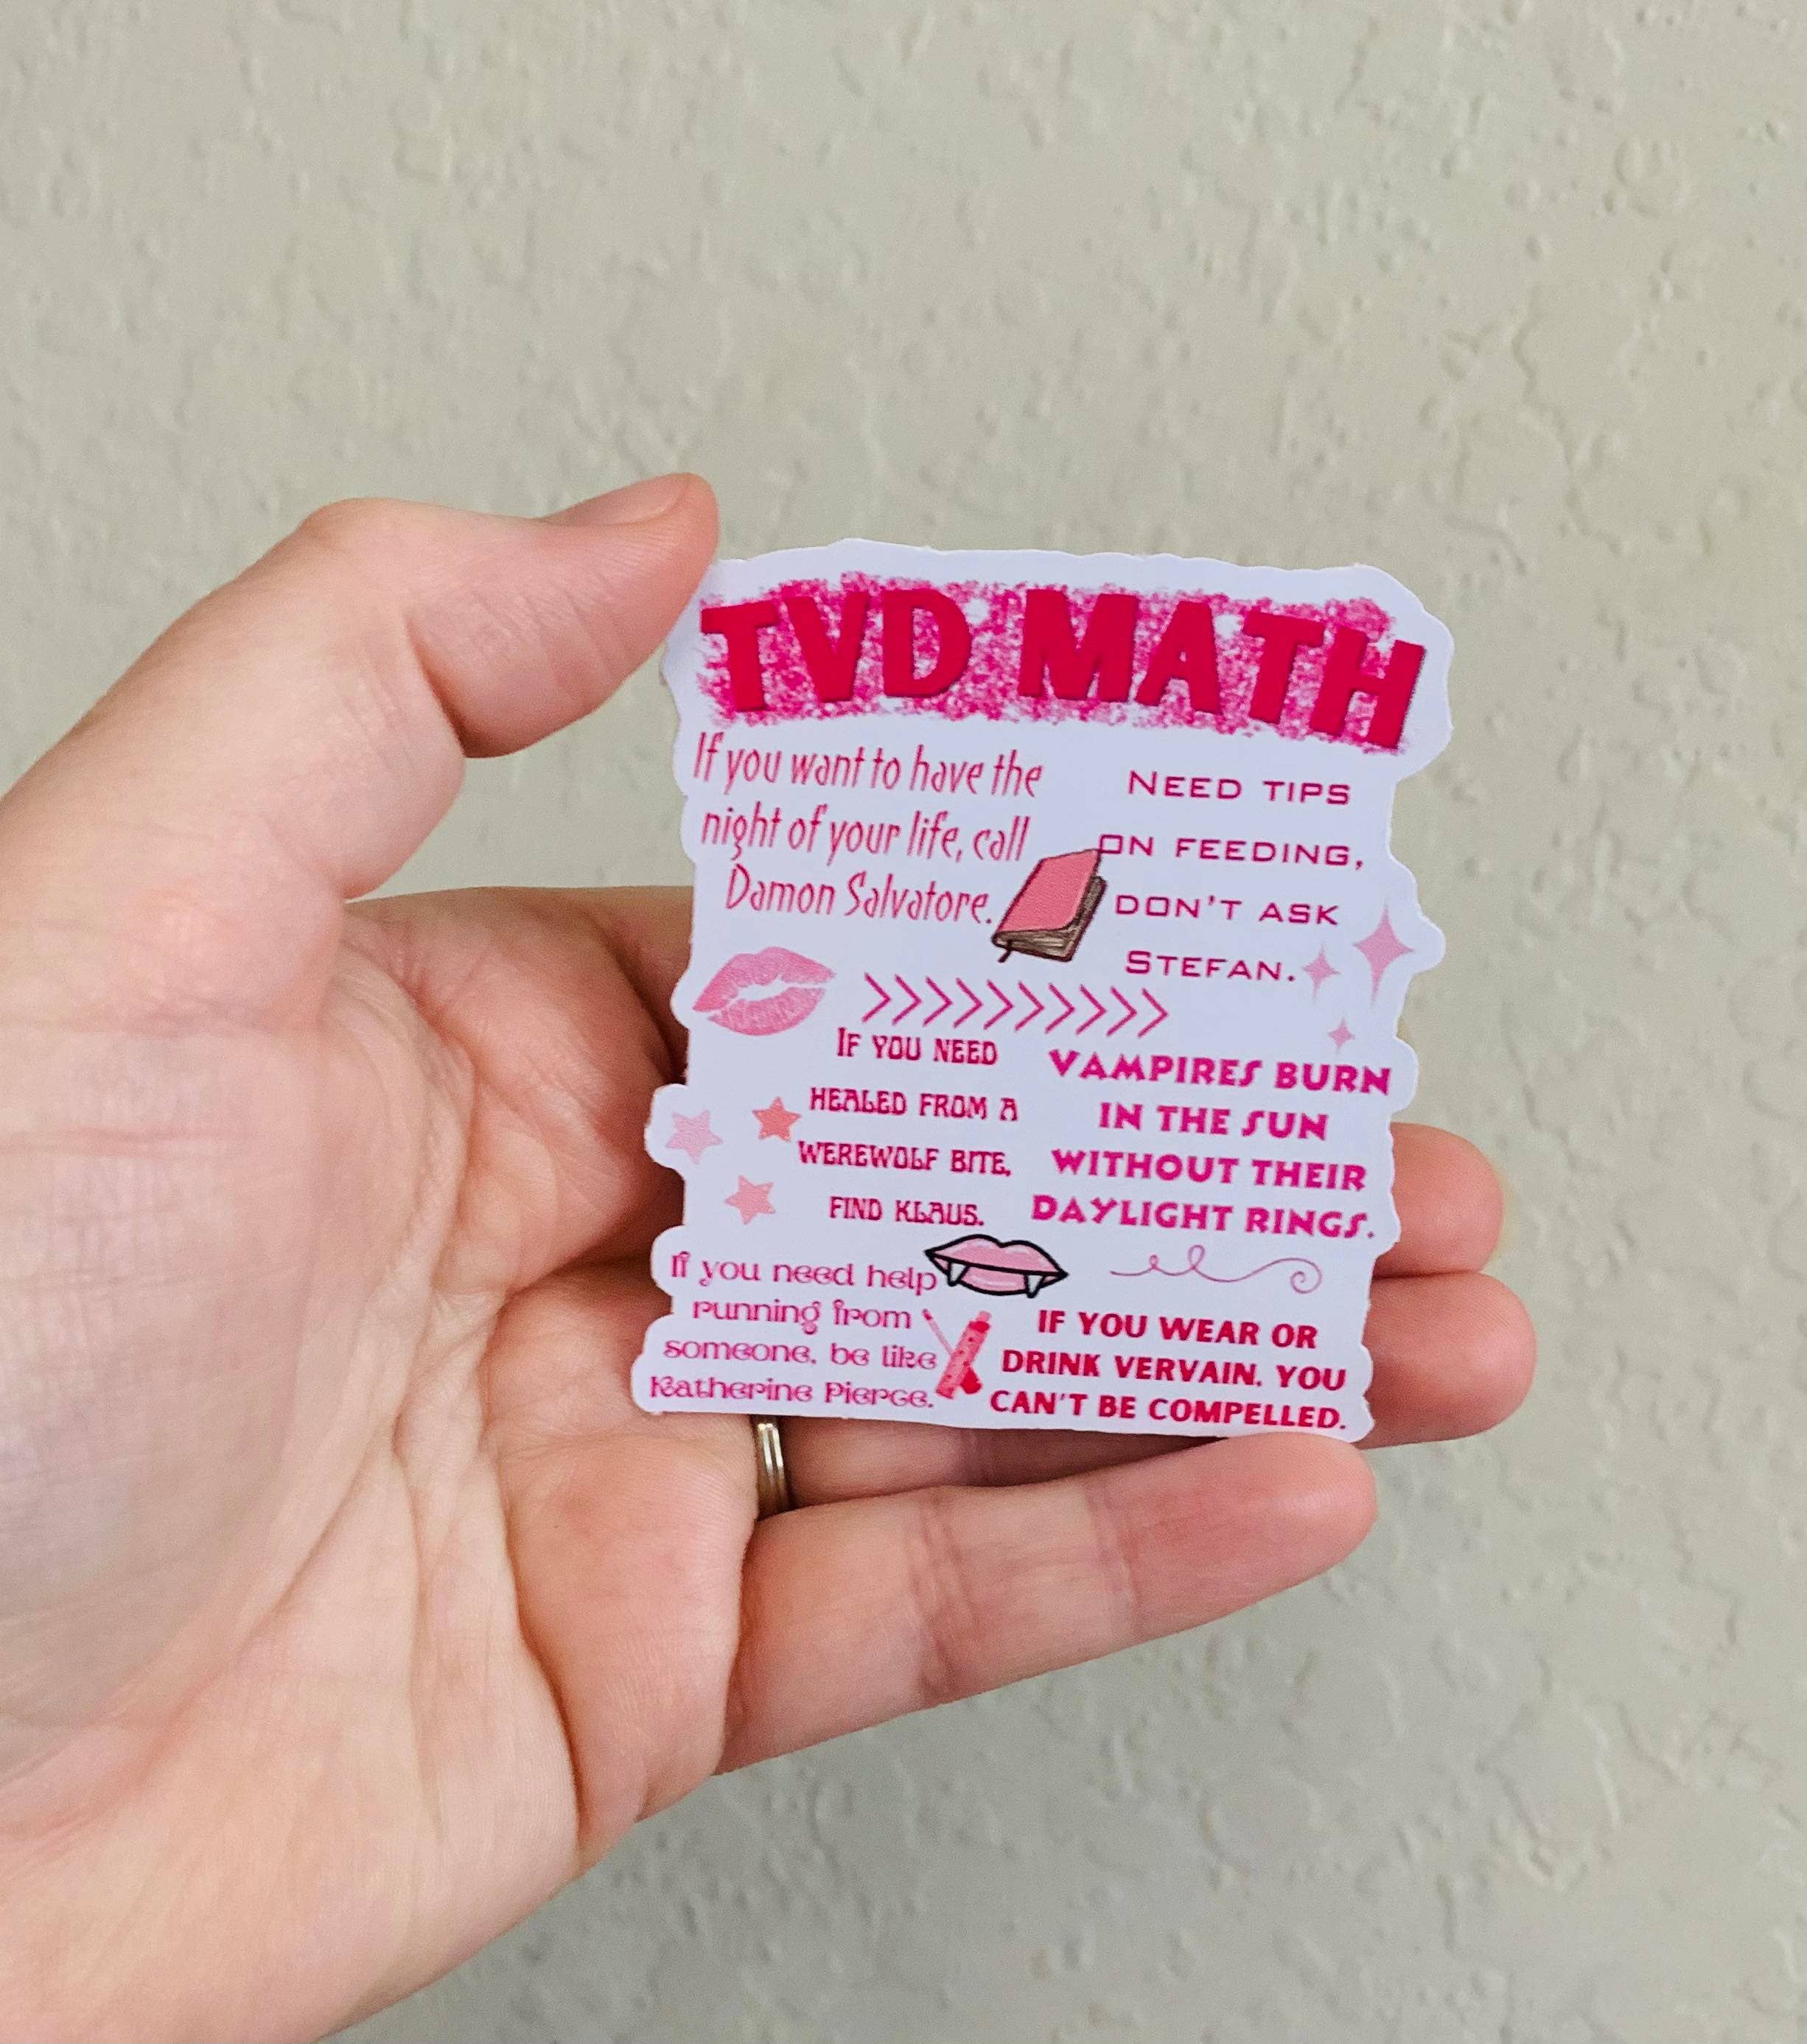 TVD MATH
If you want to have the
night of your life, call
Damon Salvatore.
NEED TIPS
ON FEEDING,
DON'T ASK
STEFAN.
IF YOU NEED
HEALED FROM A
WEREWOLF BITE,
FIND KLAUS.
VAMPIRES BURN
IN THE SUN
WITHOUT THEIR
DAYLIGHT RINGS.
If you need help
running from
someone, be like
Katherine Pierce.
IF YOU WEAR OR
DRINK VERVAIN, YOU
CAN'T BE COMPELLED.